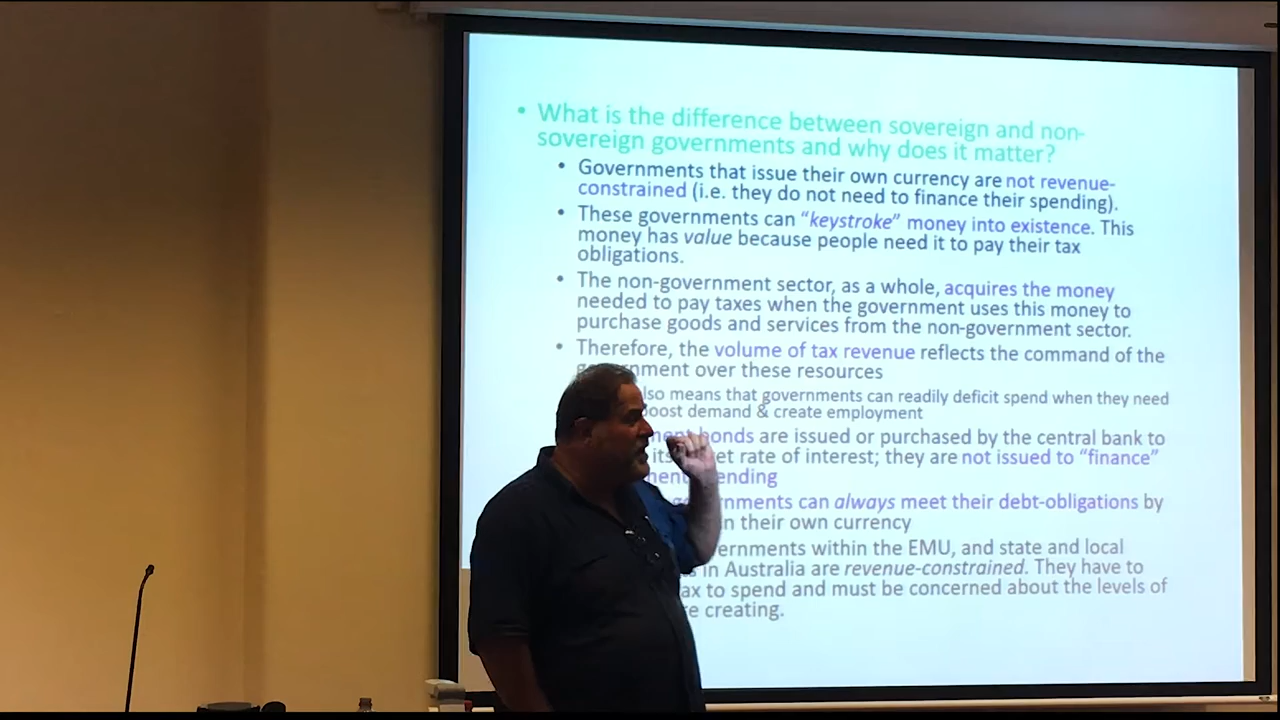 • What is the difference between sovereign and non-
sovereign governments and why does it matter?
• Governments that issue their own currency are not revenue-
constrained (i.e. they do not need to finance their spending).
• These governments can “keystroke” money into existence. This
money has value because people need it to pay their tax
obligations.
• The non-government sector, as a whole, acquires the money
needed to pay taxes when the government uses this money to
purchase goods and services from the non-government sector.
• Therefore, the volume of tax revenue reflects the command of the
over these resources
means that governments can readily deficit spend when they need
demand & create employment
bonds are issued or purchased by the central bank to
rate of interest; they are not issued to “finance”
can always meet their debt-obligations by
their own currency
within the EMU, and state and local
in Australia are revenue-constrained. They have to
to spend and must be concerned about the levels of
creating.